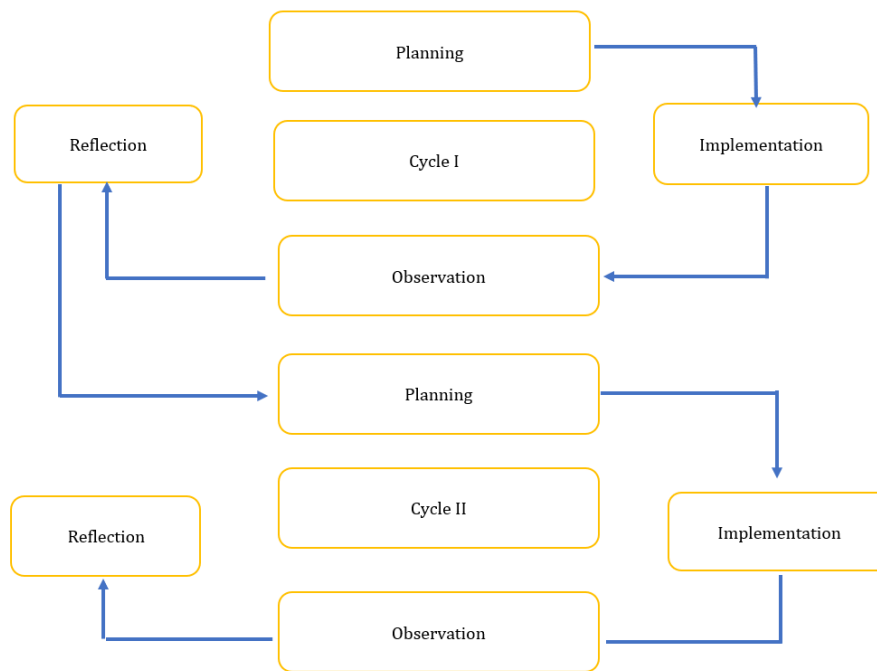 Planning
Reflection
Implementation
Cycle I
Observation
Planning
Cycle II
Reflection
Implementation
Observation